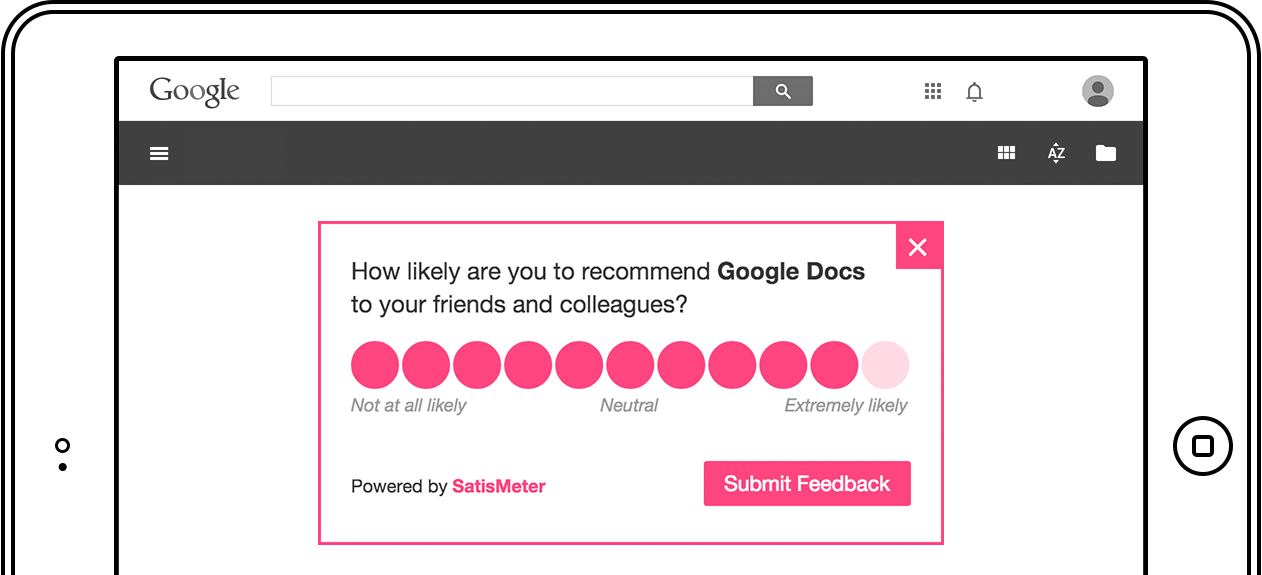 Google
AZ
How likely are you to recommend Google Docs
to your friends and colleagues?
Not at all likely Neutral Extremely likely
Powered by SatisMeter Submit Feedback